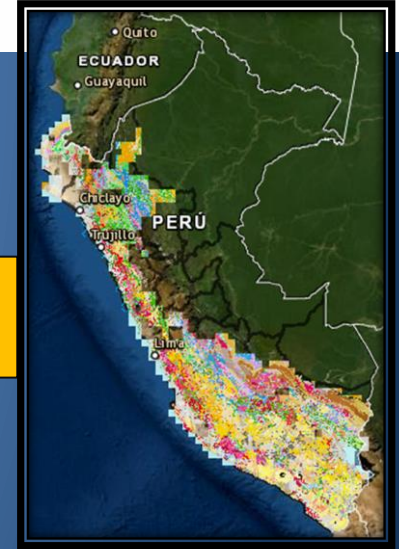 Quito
ECUADOR
Guayaquil
Chiclayo
PERÚ
Trujillo
Lima